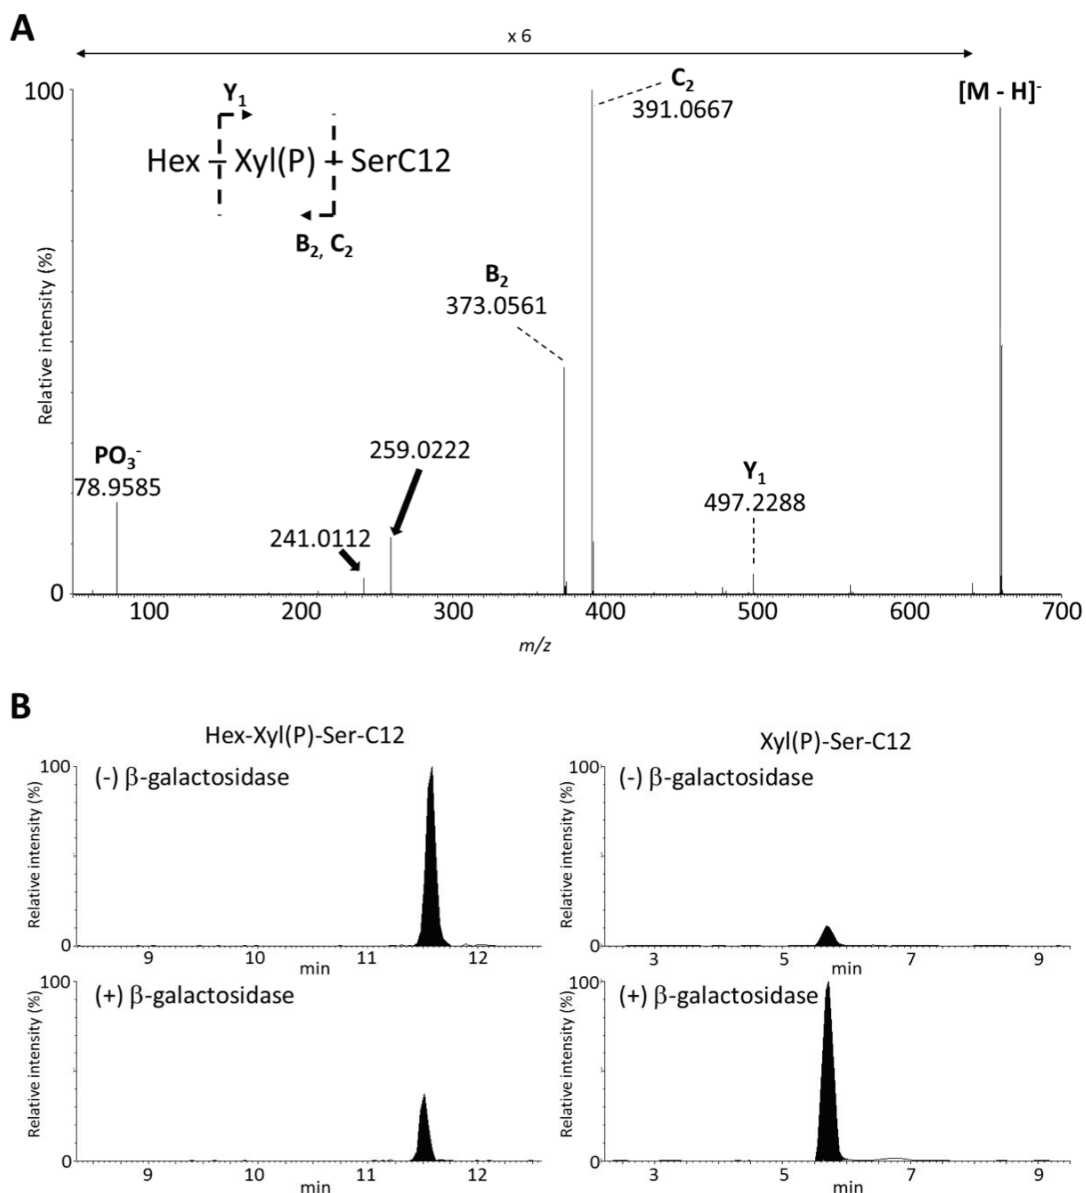 A
x 6
100
Y1
C2
391.0667
[M - H]-
Hex Xyl(P) SerC12
B2, C2
B2
373.0561
Relative intensity (%)
259.0222
PO3-
78.9585
241.0112
Y1
497.2288
0
100 200 300 400 500 600 700
m/z
B
Hex-Xyl(P)-Ser-C12
100
(-) β-galactosidase
Relative intensity (%)
0
9 10 11 12
min
100
(+) β-galactosidase
Relative intensity (%)
0
9 10 11 12
min
Xyl(P)-Ser-C12
100
(-) β-galactosidase
Relative intensity (%)
0
3 5 7 9
min
100
(+) β-galactosidase
Relative intensity (%)
0
3 5 7 9
min